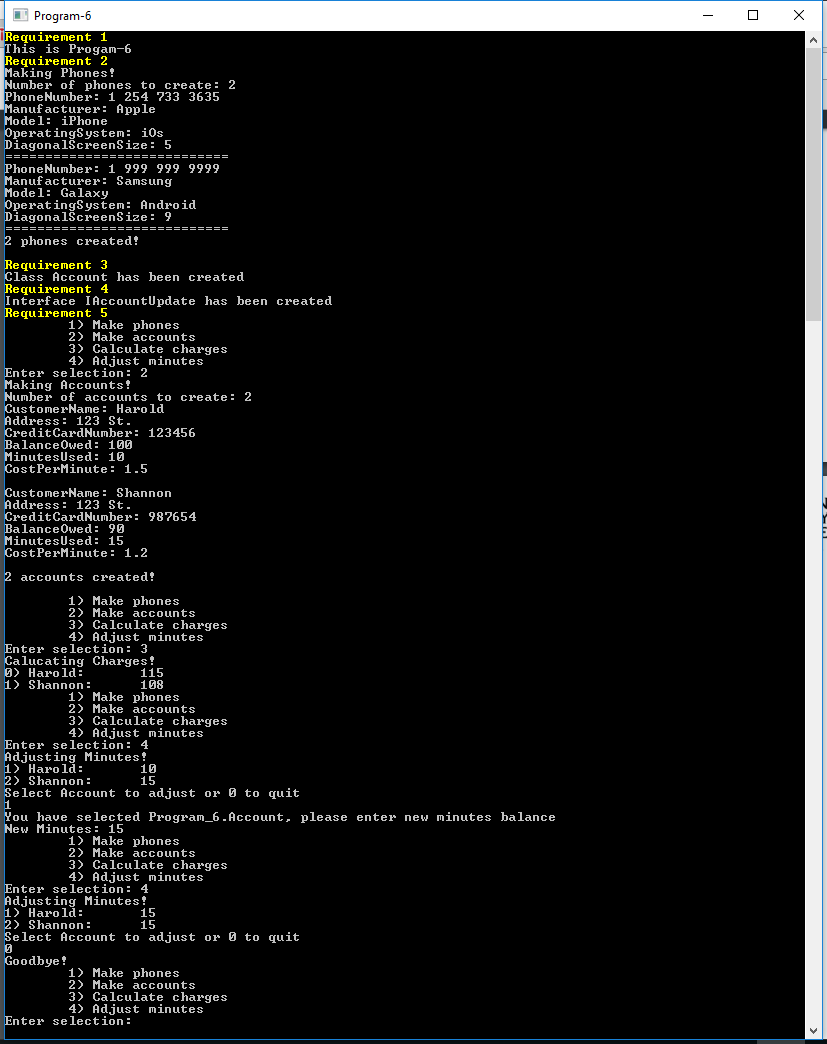 Program-6
Requirement 1
This is Progam-6
Requirement 2
Making Phones!
Number of phones to create: 2
PhoneNumber: 1 254 733 3635
Manufacturer: Apple
Model: iPhone
OperatingSystem: iOs
DiagonalScreenSize: 5
============================
PhoneNumber: 1 999 999 9999
Manufacturer: Samsung
Model: Galaxy
OperatingSystem: Android
DiagonalScreenSize: 9
============================
2 phones created!
Requirement 3
Class Account has been created
Requirement 4
Interface IAccountUpdate has been created
Requirement 5
1) Make phones
2) Make accounts
3) Calculate charges
4) Adjust minutes
Enter selection: 2
Making Accounts!
Number of accounts to create: 2
CustomerName: Harold
Address: 123 St.
CreditCardNumber: 123456
BalanceOwed: 100
MinutesUsed: 10
CostPerMinute: 1.5
CustomerName: Shannon
Address: 123 St.
CreditCardNumber: 987654
BalanceOwed: 90
MinutesUsed: 15
CostPerMinute: 1.2
2 accounts created!
1) Make phones
2) Make accounts
3) Calculate charges
4) Adjust minutes
Enter selection: 3
Calucating Charges!
0) Harold: 115
1) Shannon: 108
1) Make phones
2) Make accounts
3) Calculate charges
4) Adjust minutes
Enter selection: 4
Adjusting Minutes!
1) Harold: 10
2) Shannon: 15
Select Account to adjust or 0 to quit
1
You have selected Program_6.Account, please enter new minutes balance
New Minutes: 15
1) Make phones
2) Make accounts
3) Calculate charges
4) Adjust minutes
Enter selection: 4
Adjusting Minutes!
1) Harold: 15
2) Shannon: 15
Select Account to adjust or 0 to quit
0
Goodbye!
1) Make phones
2) Make accounts
3) Calculate charges
4) Adjust minutes
Enter selection: